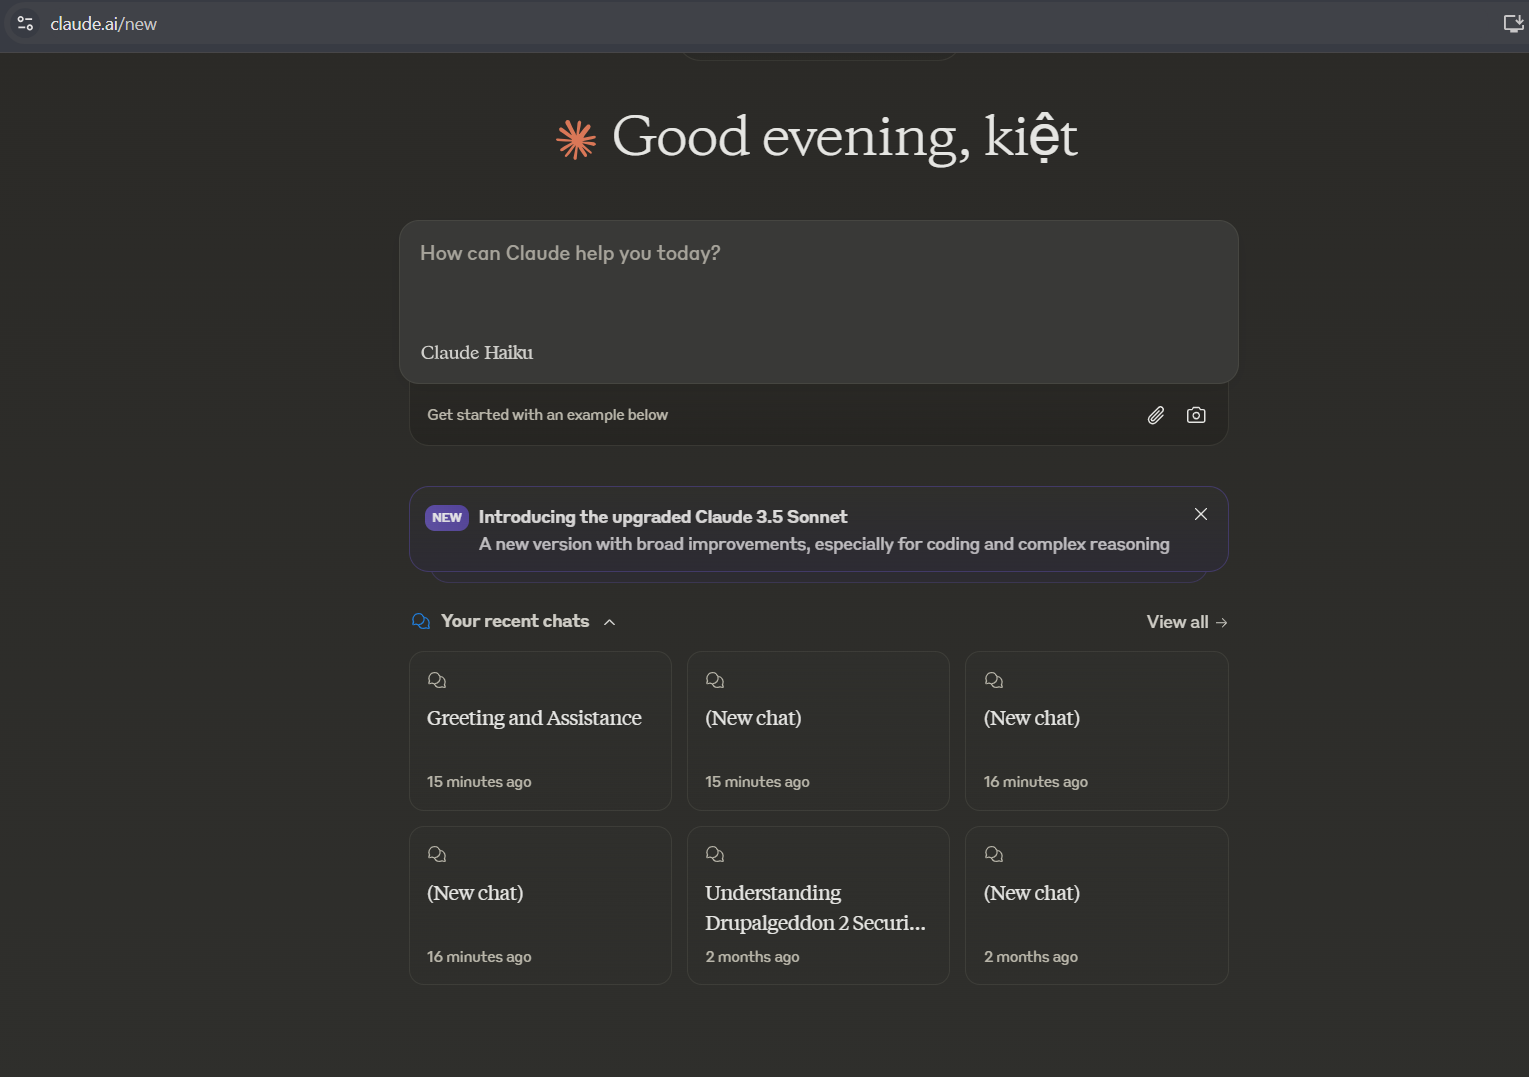 claude.ai/new
Good evening, kiệt
How can Claude help you today?
Claude Haiku
Get started with an example below
NEW
Introducing the upgraded Claude 3.5 Sonnet
A new version with broad improvements, especially for coding and complex reasoning
Your recent chats
View all →
Greeting and Assistance
15 minutes ago
(New chat)
15 minutes ago
(New chat)
16 minutes ago
(New chat)
16 minutes ago
Understanding
Drupalgeddon 2 Securi...
2 months ago
(New chat)
2 months ago